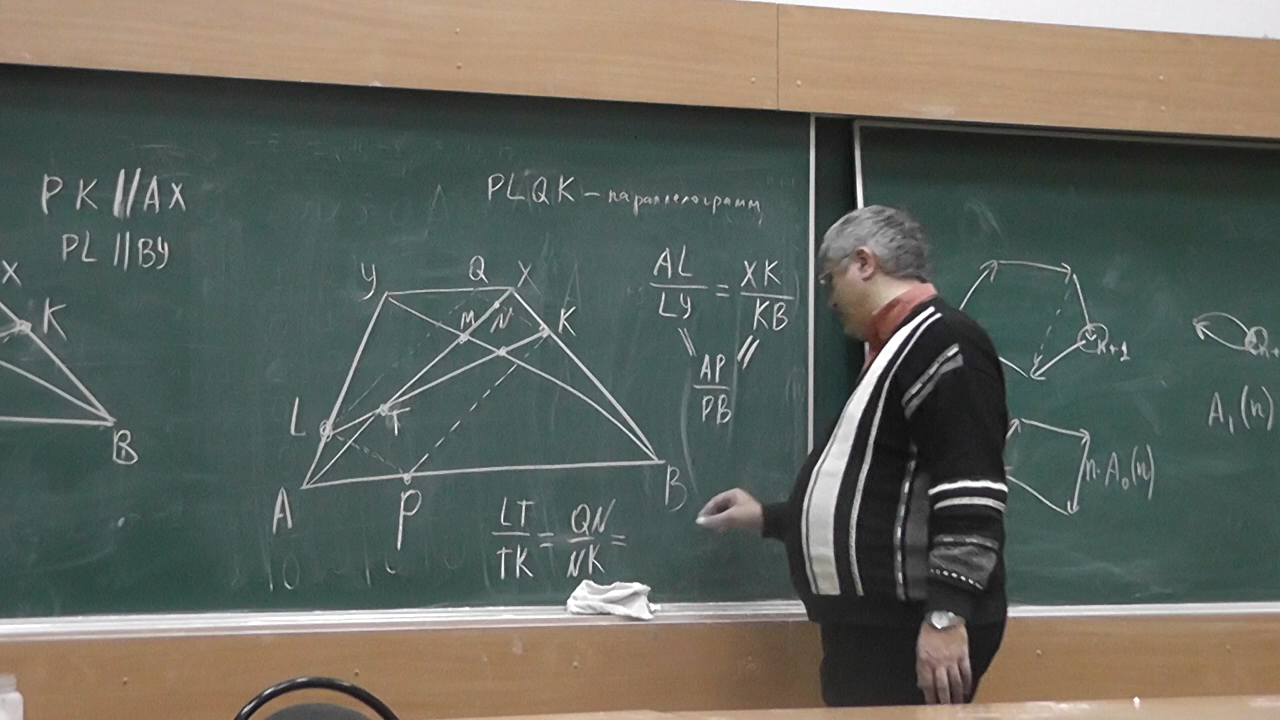 PK || AX
PL || BY
X
K
B
PLQK – параллелограмм
Y Q X
M N K
L
T
A P B
AL/LY = XK/KB
|| AP/PB ||
LT/TK = QN/NK =
k+1
n·A₀(n)
A₁(n)